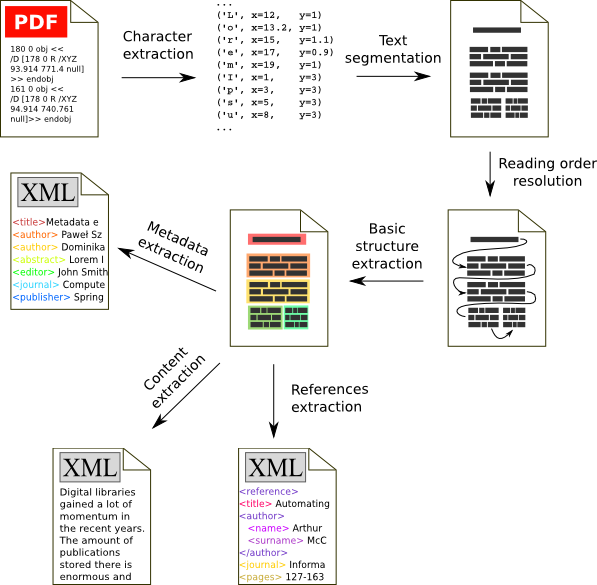 PDF
180 0 obj <<
/D [178 0 R /XYZ
93.914 771.4 null]
>> endobj
161 0 obj <<
/D [178 0 R /XYZ
94.914 740.761
null]>> endobj
Character
extraction
...
('L', x=12, y=1)
('o', x=13.2, y=1)
('r', x=15, y=1.1)
('e', x=17, y=0.9)
('m', x=19, y=1)
('I', x=1, y=3)
('p', x=3, y=3)
('s', x=5, y=3)
('u', x=8, y=3)
...
Text
segmentation
Reading order
resolution
Basic
structure
extraction
Metadata
extraction
XML
<title>Metadata e
<author> Paweł Sz
<author> Dominika
<abstract> Lorem I
<editor> John Smith
<journal> Compute
<publisher> Spring
Content
extraction
References
extraction
XML
Digital libraries
gained a lot of
momentum in
the recent years.
The amount of
publications
stored there is
enormous and
XML
<reference>
<title> Automating
<author>
<name> Arthur
<surname> McC
</author>
<journal> Informa
<pages> 127-163